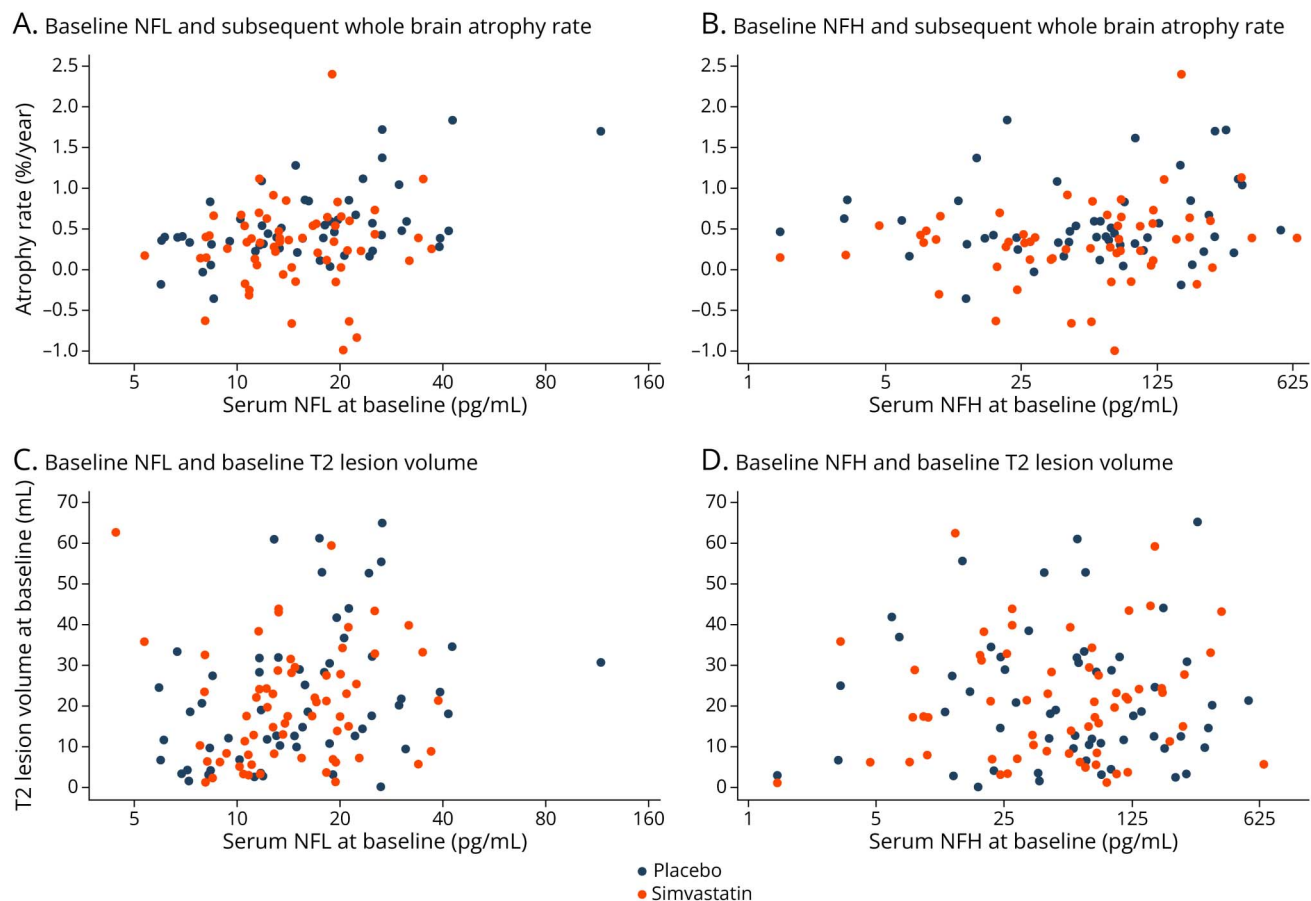 A. Baseline NFL and subsequent whole brain atrophy rate
Atrophy rate (%/year)
2.5
2.0
1.5
1.0
0.5
0.0
–0.5
–1.0
5 10 20 40 80 160
Serum NFL at baseline (pg/mL)
B. Baseline NFH and subsequent whole brain atrophy rate
2.5
2.0
1.5
1.0
0.5
0.0
–0.5
–1.0
1 5 25 125 625
Serum NFH at baseline (pg/mL)
C. Baseline NFL and baseline T2 lesion volume
T2 lesion volume at baseline (mL)
70
60
50
40
30
20
10
0
5 10 20 40 80 160
Serum NFL at baseline (pg/mL)
D. Baseline NFH and baseline T2 lesion volume
70
60
50
40
30
20
10
0
1 5 25 125 625
Serum NFH at baseline (pg/mL)
Placebo
Simvastatin